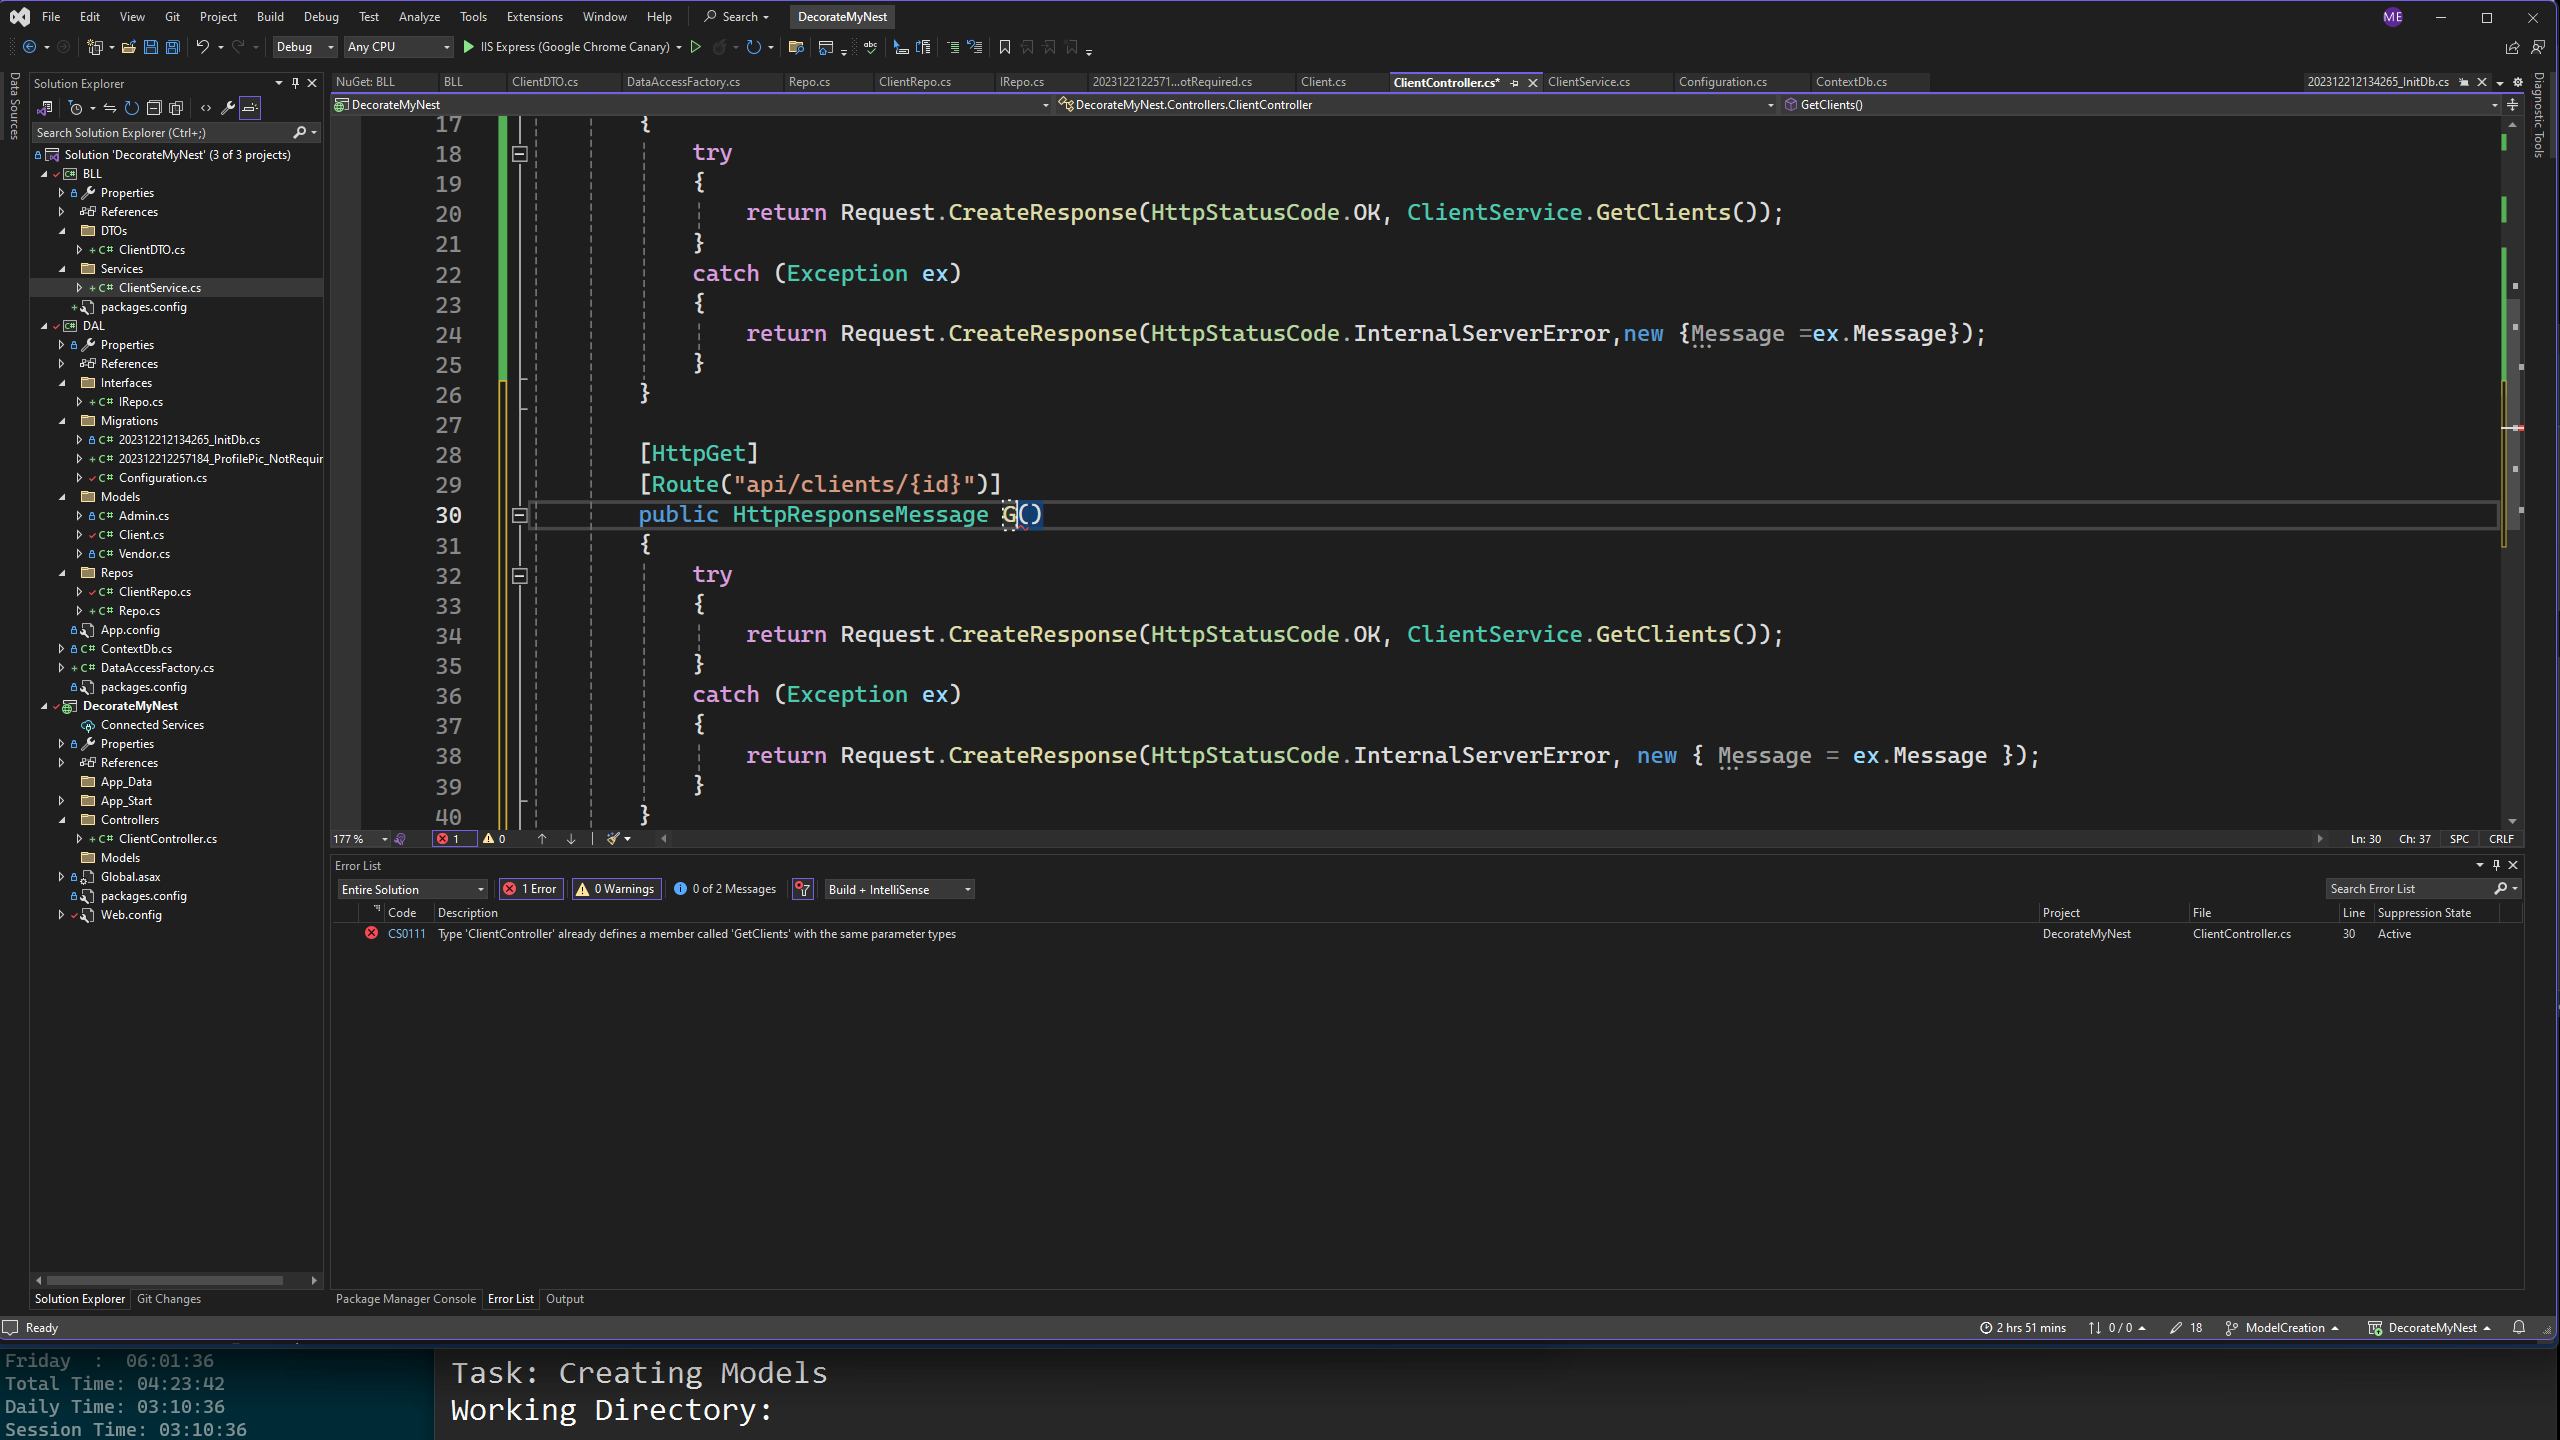 File Edit View Git Project Build Debug Test Analyze Tools Extensions Window Help Search DecorateMyNest ME
Debug Any CPU IIS Express (Google Chrome Canary)
Data Sources
Solution Explorer
Search Solution Explorer (Ctrl+;)
Solution 'DecorateMyNest' (3 of 3 projects)
BLL
Properties
References
DTOs
C# ClientDTO.cs
Services
C# ClientService.cs
packages.config
DAL
Properties
References
Interfaces
C# IRepo.cs
Migrations
C# 202312212134265_InitDb.cs
C# 202312212257184_ProfilePic_NotRequir
C# Configuration.cs
Models
C# Admin.cs
C# Client.cs
C# Vendor.cs
Repos
C# ClientRepo.cs
C# Repo.cs
App.config
C# ContextDb.cs
C# DataAccessFactory.cs
packages.config
DecorateMyNest
Connected Services
Properties
References
App_Data
App_Start
Controllers
C# ClientController.cs
Models
Global.asax
packages.config
Web.config
Solution Explorer Git Changes
NuGet: BLL BLL ClientDTO.cs DataAccessFactory.cs Repo.cs ClientRepo.cs IRepo.cs 2023122122571...otRequired.cs Client.cs ClientController.cs* ClientService.cs Configuration.cs ContextDb.cs 202312212134265_InitDb.cs
DecorateMyNest DecorateMyNest.Controllers.ClientController GetClients()
17 {
18 try
19 {
20 return Request.CreateResponse(HttpStatusCode.OK, ClientService.GetClients());
21 }
22 catch (Exception ex)
23 {
24 return Request.CreateResponse(HttpStatusCode.InternalServerError,new {Message =ex.Message});
25 }
26 }
27
28 [HttpGet]
29 [Route("api/clients/{id}")]
30 public HttpResponseMessage G()
31 {
32 try
33 {
34 return Request.CreateResponse(HttpStatusCode.OK, ClientService.GetClients());
35 }
36 catch (Exception ex)
37 {
38 return Request.CreateResponse(HttpStatusCode.InternalServerError, new { Message = ex.Message });
39 }
40 }
177 % 1 0 Ln: 30 Ch: 37 SPC CRLF
Diagnostic Tools
Error List
Entire Solution 1 Error 0 Warnings 0 of 2 Messages Build + IntelliSense Search Error List
Code Description Project File Line Suppression State
CS0111 Type 'ClientController' already defines a member called 'GetClients' with the same parameter types DecorateMyNest ClientController.cs 30 Active
Package Manager Console Error List Output
Ready 2 hrs 51 mins 0 / 0 18 ModelCreation DecorateMyNest
Friday : 06:01:36
Total Time: 04:23:42
Daily Time: 03:10:36
Session Time: 03:10:36
Task: Creating Models
Working Directory: